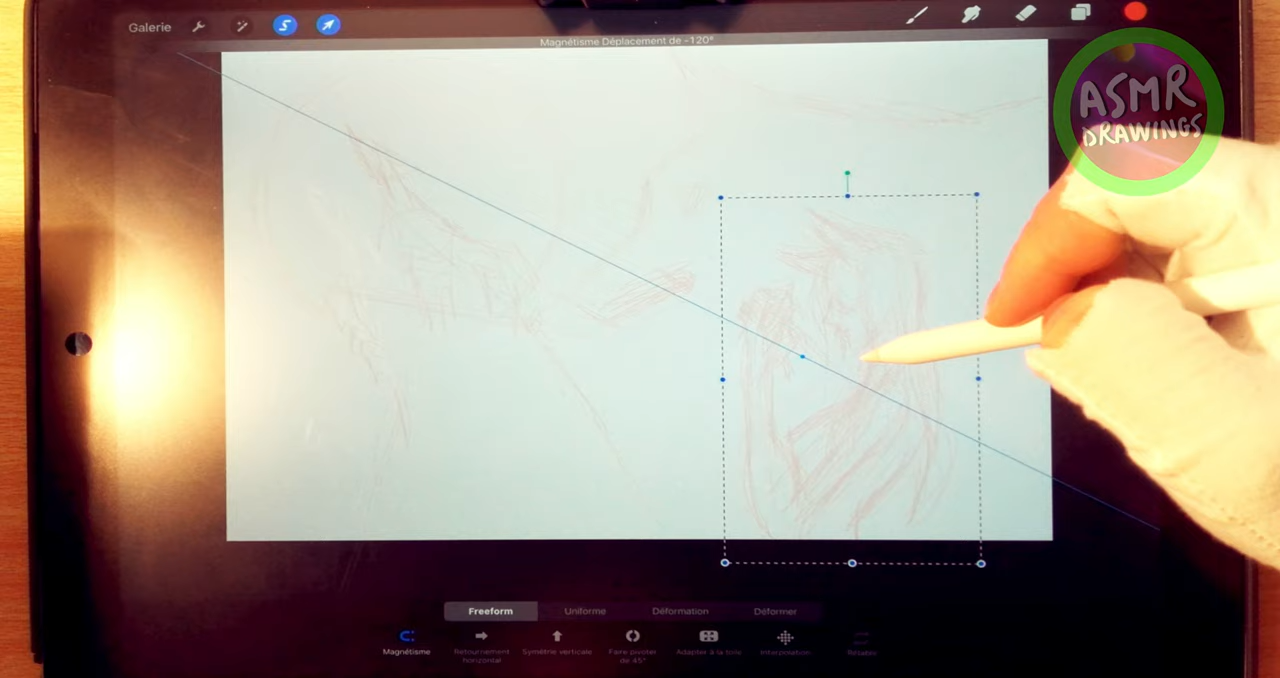 Galerie
Magnétisme Déplacement de -120°
ASMR
DRAWINGS
Freeform
Uniforme
Déformation
Déformer
Magnétisme
Retournement
horizontal
Symétrie verticale
Faire pivoter
de 45°
Adapter à la toile
Interpolation